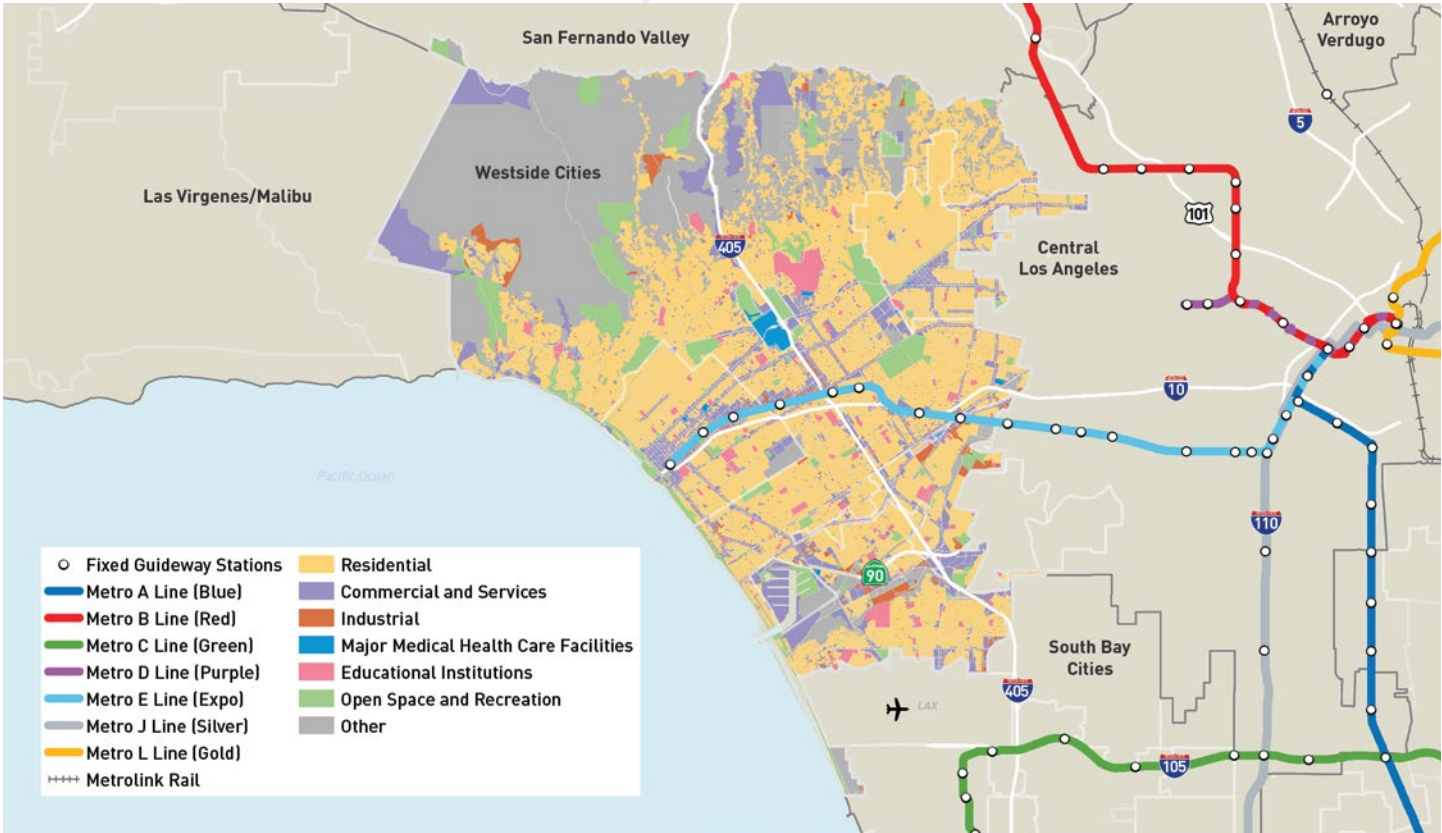 San Fernando Valley
Arroyo
Verdugo
5
Westside Cities
Las Virgenes/Malibu
101
405
Central
Los Angeles
10
Pacific Ocean
110
90
South Bay
Cities
405
LAX
105
Fixed Guideway Stations
Metro A Line (Blue)
Metro B Line (Red)
Metro C Line (Green)
Metro D Line (Purple)
Metro E Line (Expo)
Metro J Line (Silver)
Metro L Line (Gold)
Metrolink Rail
Residential
Commercial and Services
Industrial
Major Medical Health Care Facilities
Educational Institutions
Open Space and Recreation
Other